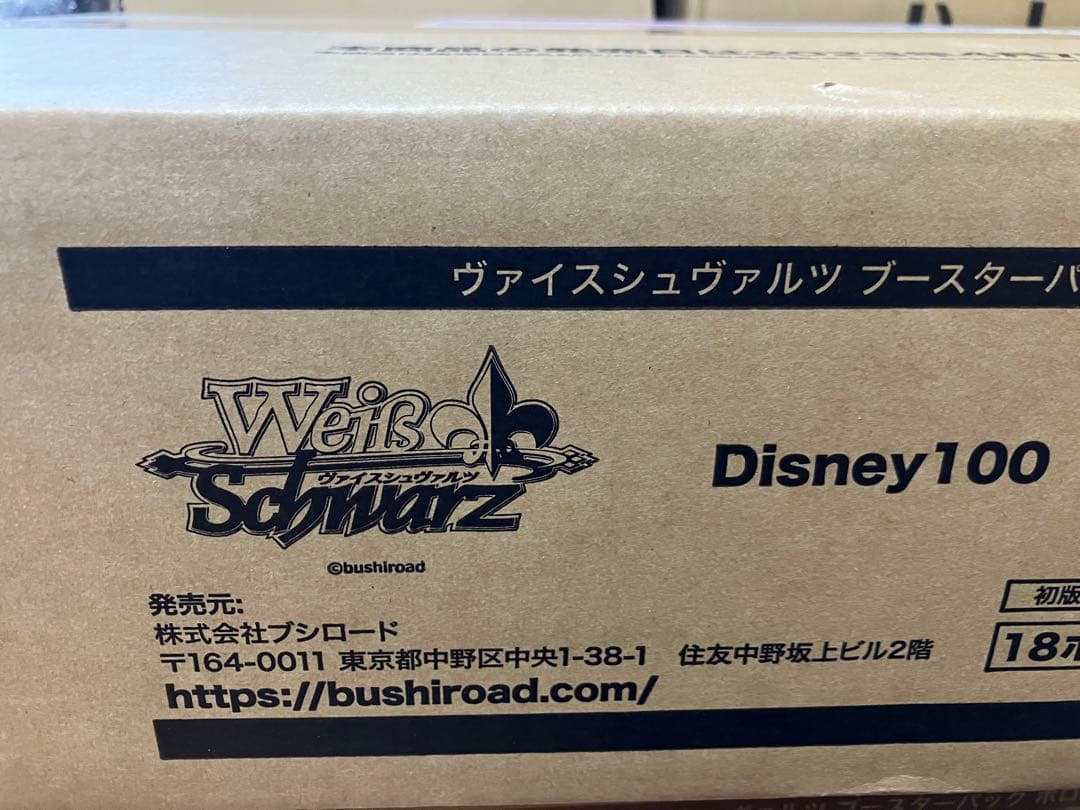 ヴァイスシュヴァルツ ブースターパ
Weiß
ヴァイスシュヴァルツ
Schwarz
Disney100
©bushiroad
発売元:
初版
株式会社ブシロード
〒164-0011 東京都中野区中央1-38-1 住友中野坂上ビル2階
18ボ
https://bushiroad.com/